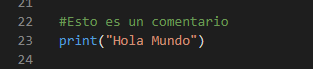 21
22 #Esto es un comentario
23 print("Hola Mundo")
24